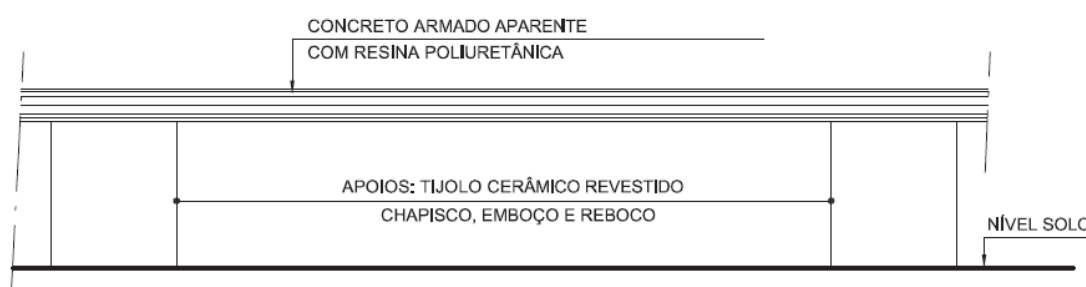 CONCRETO ARMADO APARENTE
COM RESINA POLIURETÂNICA
APOIOS: TIJOLO CERÂMICO REVESTIDO
CHAPISCO, EMBOÇO E REBOCO
NÍVEL SOLO